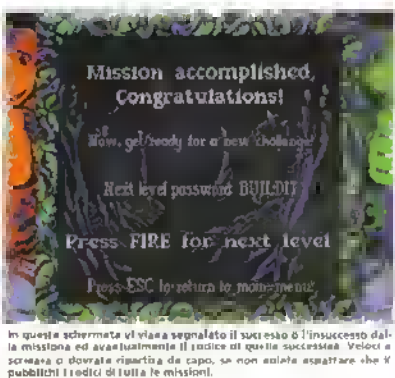 Mission accomplished,
Congratulations!
Now, get ready for a new challenge!
Next level password: BUILDIT
Press FIRE for next level
Press ESC to return to main-menu!
In questa schermata vi viene segnalato il successo o l'insuccesso del-
la missione ed eventualmente il codice di quella successiva. Veloci a
o dovrete ripartire da capo, se non volete aspettare che K
pubblichi i codici di tutte le missioni.